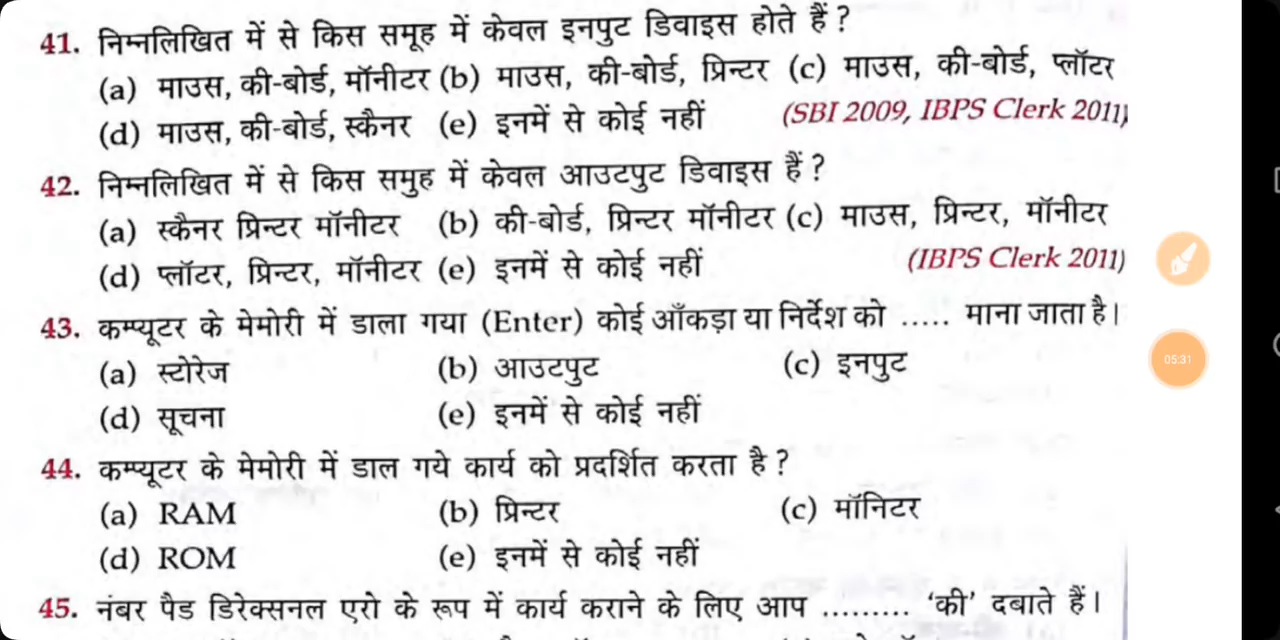 41. निम्नलिखित में से किस समूह में केवल इनपुट डिवाइस होते हैं ?
(a) माउस, की-बोर्ड, मॉनीटर (b) माउस, की-बोर्ड, प्रिन्टर (c) माउस, की-बोर्ड, प्लॉटर
(d) माउस, की-बोर्ड, स्कैनर (e) इनमें से कोई नहीं (SBI 2009, IBPS Clerk 2011)
42. निम्नलिखित में से किस समुह में केवल आउटपुट डिवाइस हैं ?
(a) स्कैनर प्रिन्टर मॉनीटर (b) की-बोर्ड, प्रिन्टर मॉनीटर (c) माउस, प्रिन्टर, मॉनीटर
(d) प्लॉटर, प्रिन्टर, मॉनीटर (e) इनमें से कोई नहीं (IBPS Clerk 2011)
43. कम्प्यूटर के मेमोरी में डाला गया (Enter) कोई आँकड़ा या निर्देश को ..... माना जाता है।
(a) स्टोरेज (b) आउटपुट (c) इनपुट
(d) सूचना (e) इनमें से कोई नहीं
05:31
44. कम्प्यूटर के मेमोरी में डाल गये कार्य को प्रदर्शित करता है ?
(a) RAM (b) प्रिन्टर (c) मॉनिटर
(d) ROM (e) इनमें से कोई नहीं
45. नंबर पैड डिरेक्सनल एरो के रूप में कार्य कराने के लिए आप ......... ‘की’ दबाते हैं।